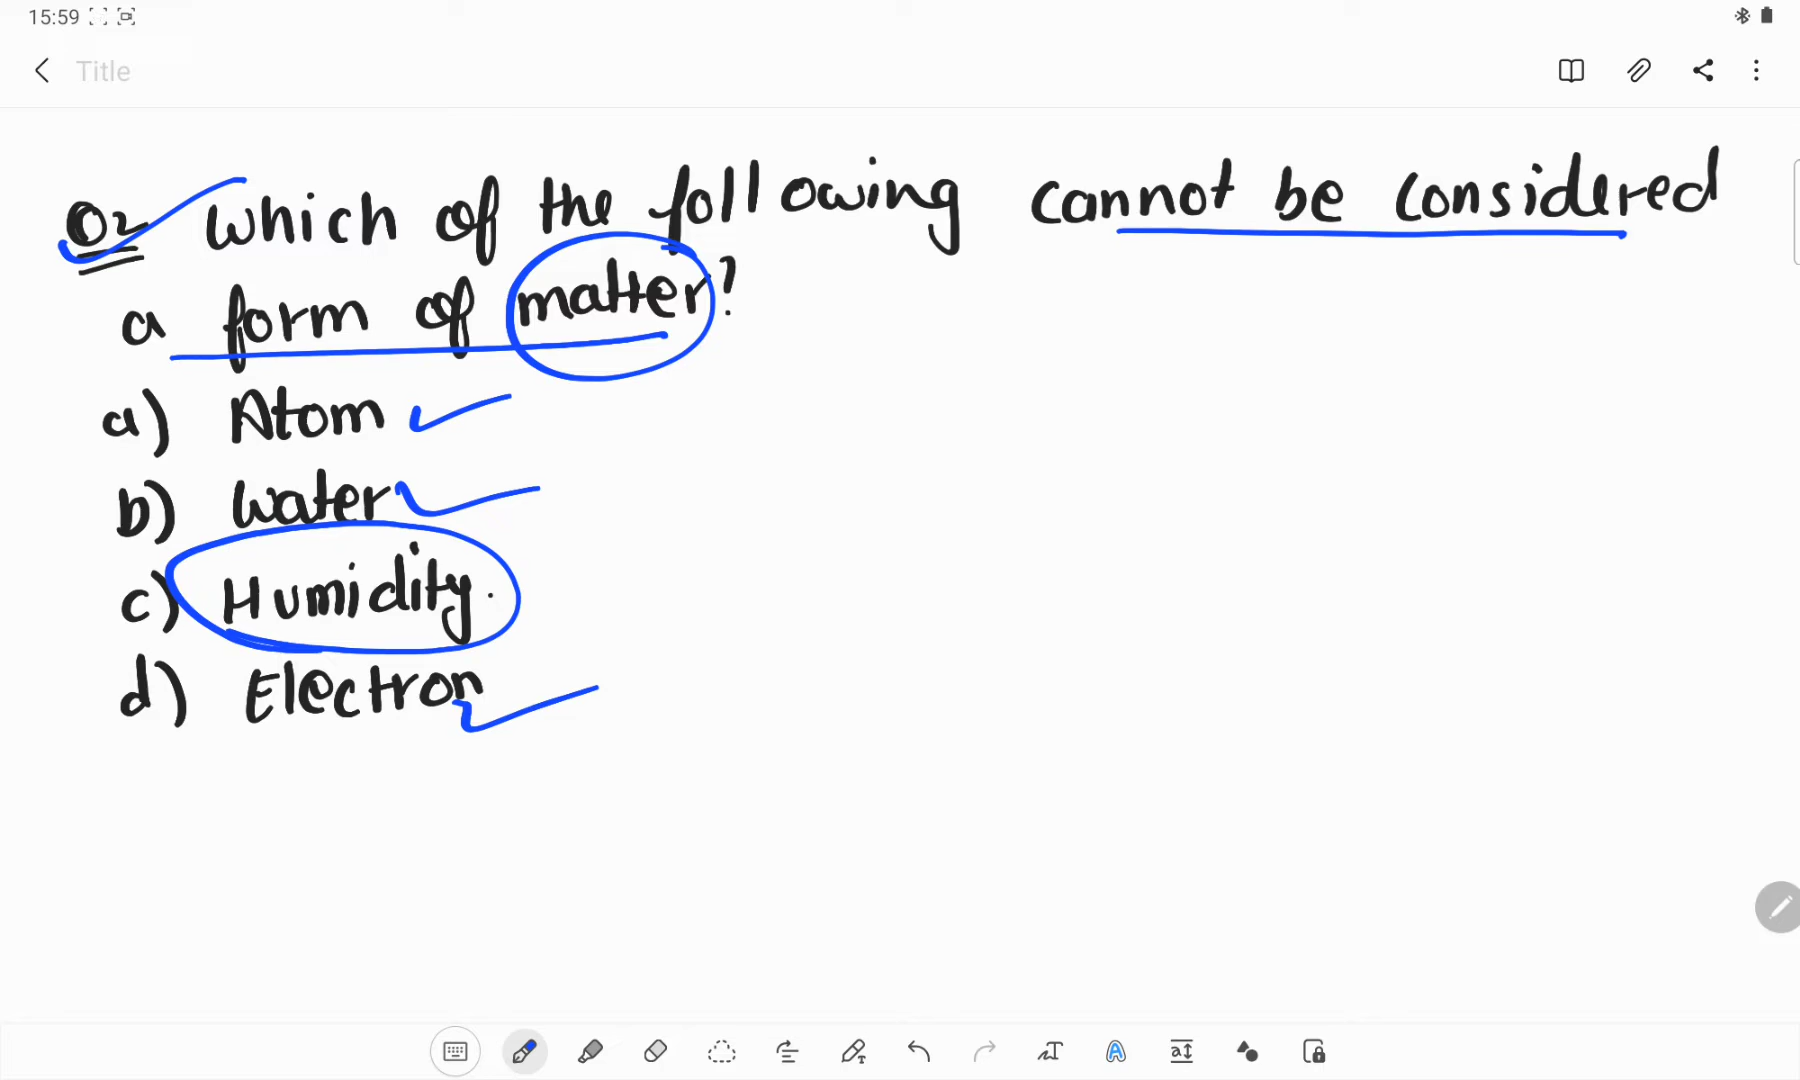 15:59
Title
Q2 which of the following cannot be considered
a form of matter?
a) Atom
b) water
c) Humidity.
d) Electron